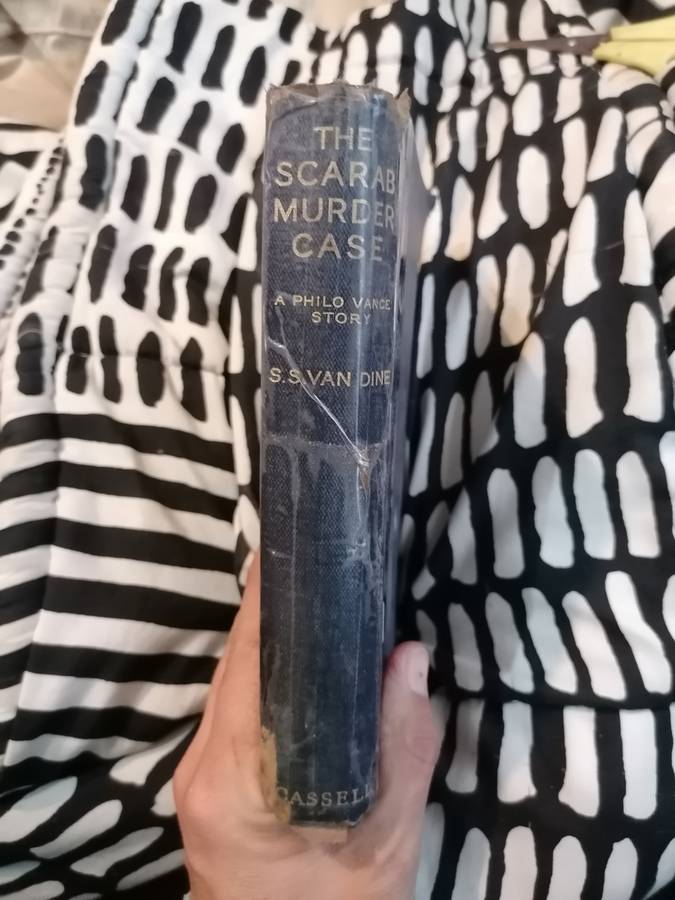 THE
SCARAB
MURDER
CASE
A PHILO VANCE
STORY
S.S.VAN DINE
CASSELL